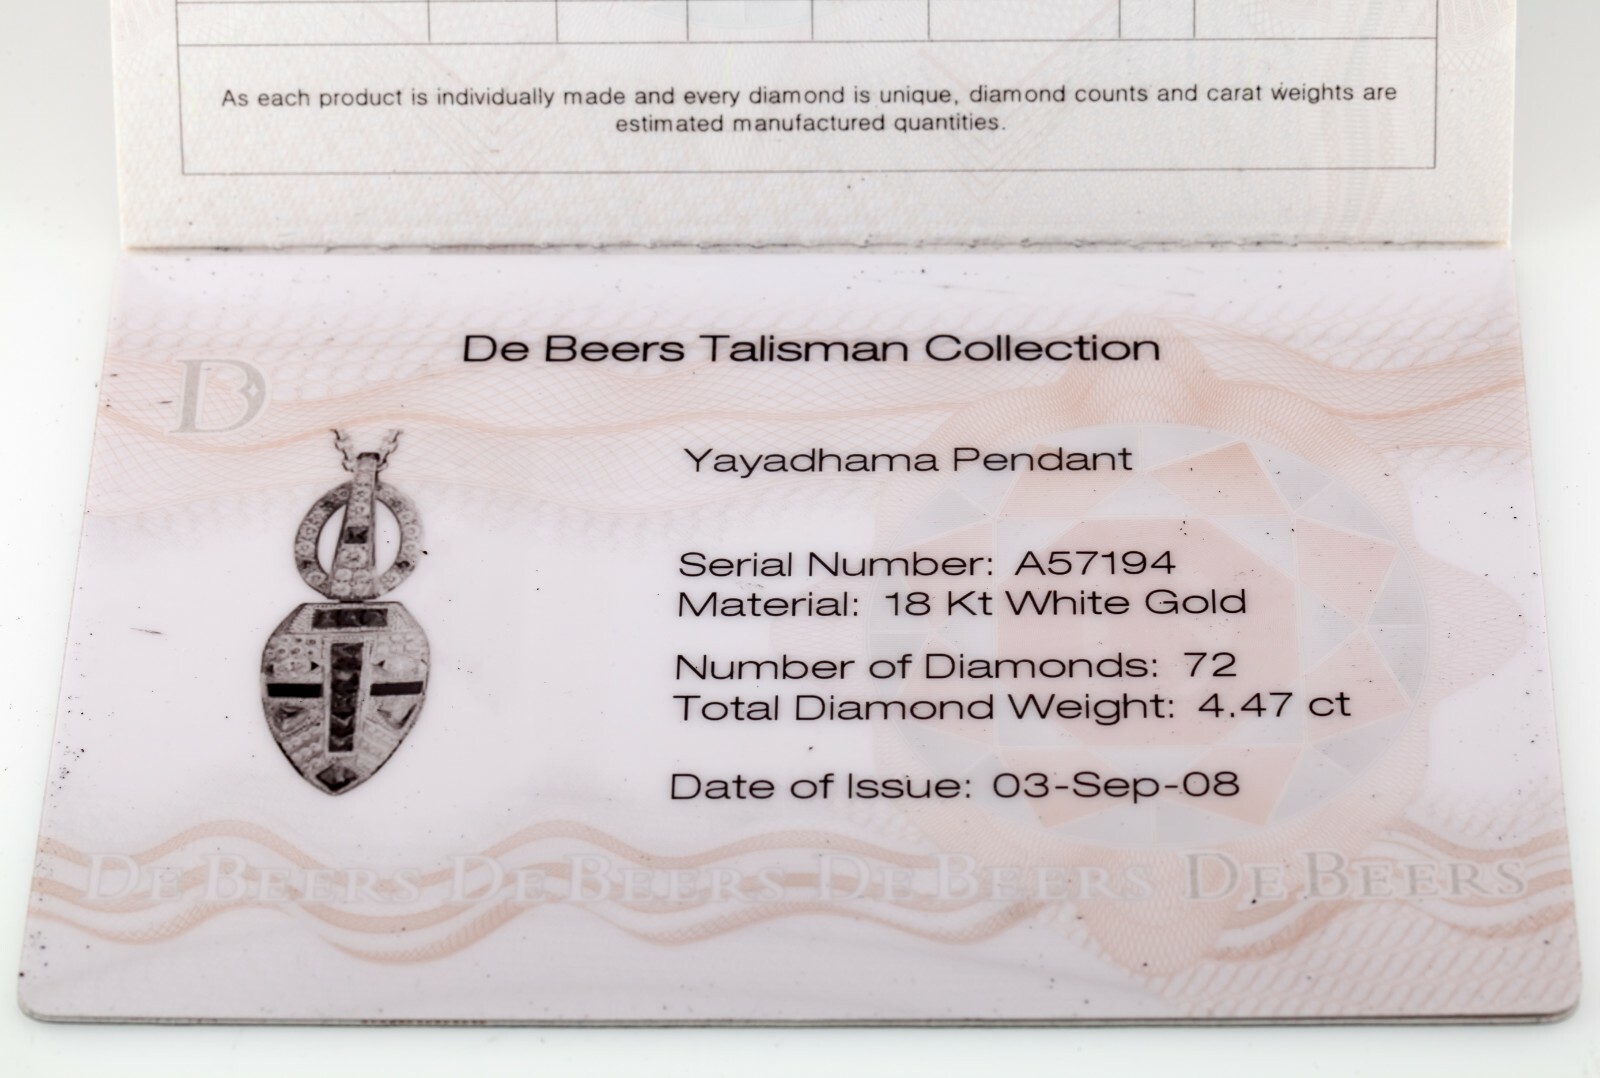 As each product is individually made and every diamond is unique, diamond counts and carat weights are
estimated manufactured quantities.
De Beers Talisman Collection
D
Yayadhama Pendant
Serial Number: A57194
Material: 18 Kt White Gold
Number of Diamonds: 72
Total Diamond Weight: 4.47 ct
Date of Issue: 03-Sep-08
DE BEERS DE BEERS DE BEERS DE BEERS